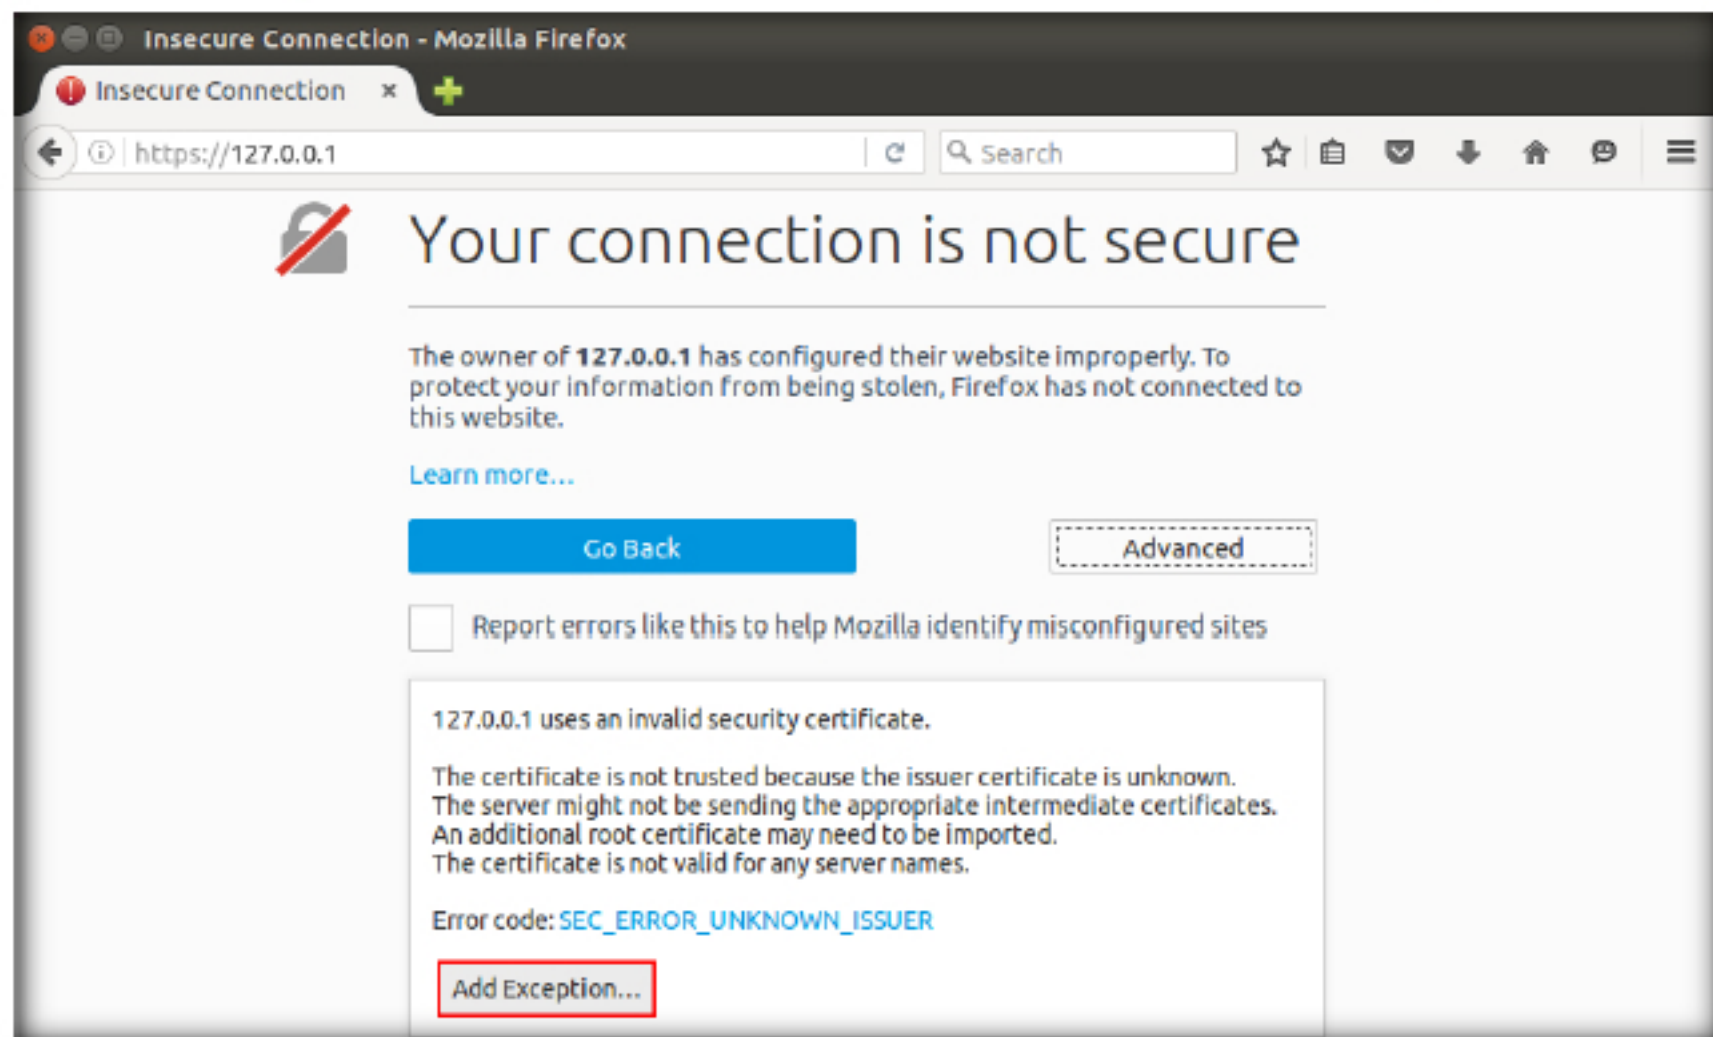 Insecure Connection - Mozilla Firefox
Insecure Connection
https://127.0.0.1
Search
Your connection is not secure
The owner of 127.0.0.1 has configured their website improperly. To
protect your information from being stolen, Firefox has not connected to
this website.
Learn more...
Go Back
Advanced
Report errors like this to help Mozilla identify misconfigured sites
127.0.0.1 uses an invalid security certificate.
The certificate is not trusted because the issuer certificate is unknown.
The server might not be sending the appropriate intermediate certificates.
An additional root certificate may need to be imported.
The certificate is not valid for any server names.
Error code: SEC_ERROR_UNKNOWN_ISSUER
Add Exception...